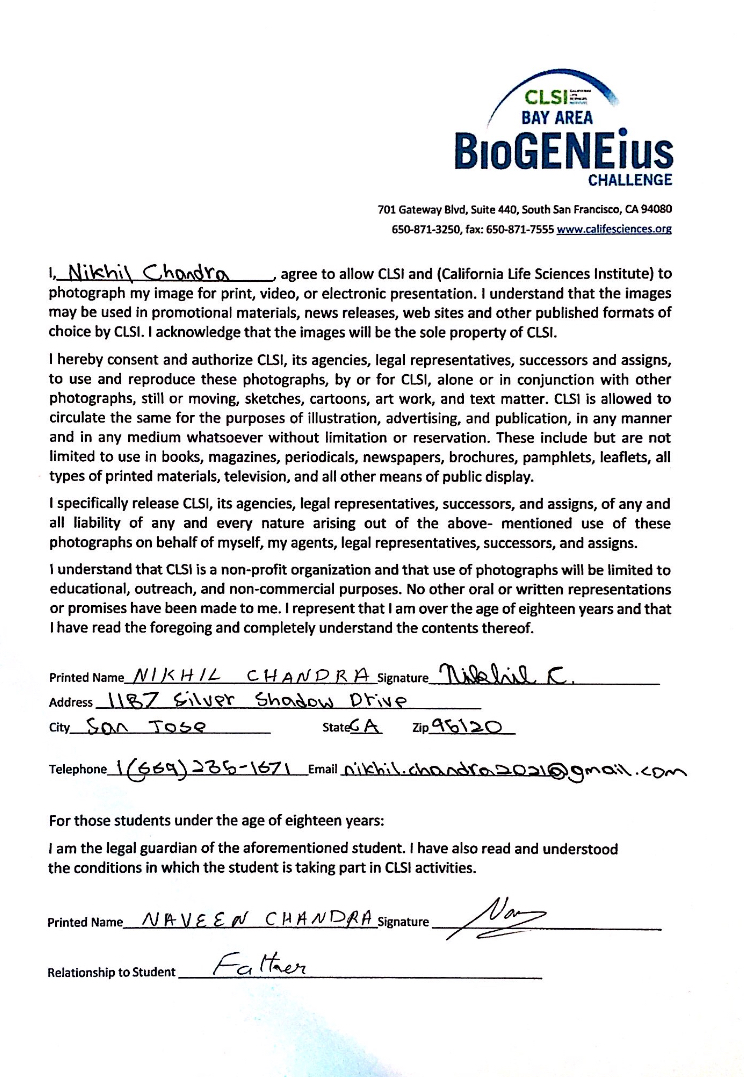 CLSI CALIFORNIA LIFE SCIENCES INSTITUTE
BAY AREA
BioGENEius
CHALLENGE
701 Gateway Blvd, Suite 440, South San Francisco, CA 94080
650-871-3250, fax: 650-871-7555 www.califesciences.org
I, Nikhil Chandra, agree to allow CLSI and (California Life Sciences Institute) to
photograph my image for print, video, or electronic presentation. I understand that the images
may be used in promotional materials, news releases, web sites and other published formats of
choice by CLSI. I acknowledge that the images will be the sole property of CLSI.
I hereby consent and authorize CLSI, its agencies, legal representatives, successors and assigns,
to use and reproduce these photographs, by or for CLSI, alone or in conjunction with other
photographs, still or moving, sketches, cartoons, art work, and text matter. CLSI is allowed to
circulate the same for the purposes of illustration, advertising, and publication, in any manner
and in any medium whatsoever without limitation or reservation. These include but are not
limited to use in books, magazines, periodicals, newspapers, brochures, pamphlets, leaflets, all
types of printed materials, television, and all other means of public display.
I specifically release CLSI, its agencies, legal representatives, successors, and assigns, of any and
all liability of any and every nature arising out of the above- mentioned use of these
photographs on behalf of myself, my agents, legal representatives, successors, and assigns.
I understand that CLSI is a non-profit organization and that use of photographs will be limited to
educational, outreach, and non-commercial purposes. No other oral or written representations
or promises have been made to me. I represent that I am over the age of eighteen years and that
I have read the foregoing and completely understand the contents thereof.
Printed Name NIKHIL CHANDRA Signature Nikhil C.
Address 1187 Silver Shadow Drive
City San Jose State CA Zip 95120
Telephone 1(669)235-1671 Email nikhil.chandra2021@gmail.com
For those students under the age of eighteen years:
I am the legal guardian of the aforementioned student. I have also read and understood
the conditions in which the student is taking part in CLSI activities.
Printed Name NAVEEN CHANDRA Signature
Relationship to Student Father